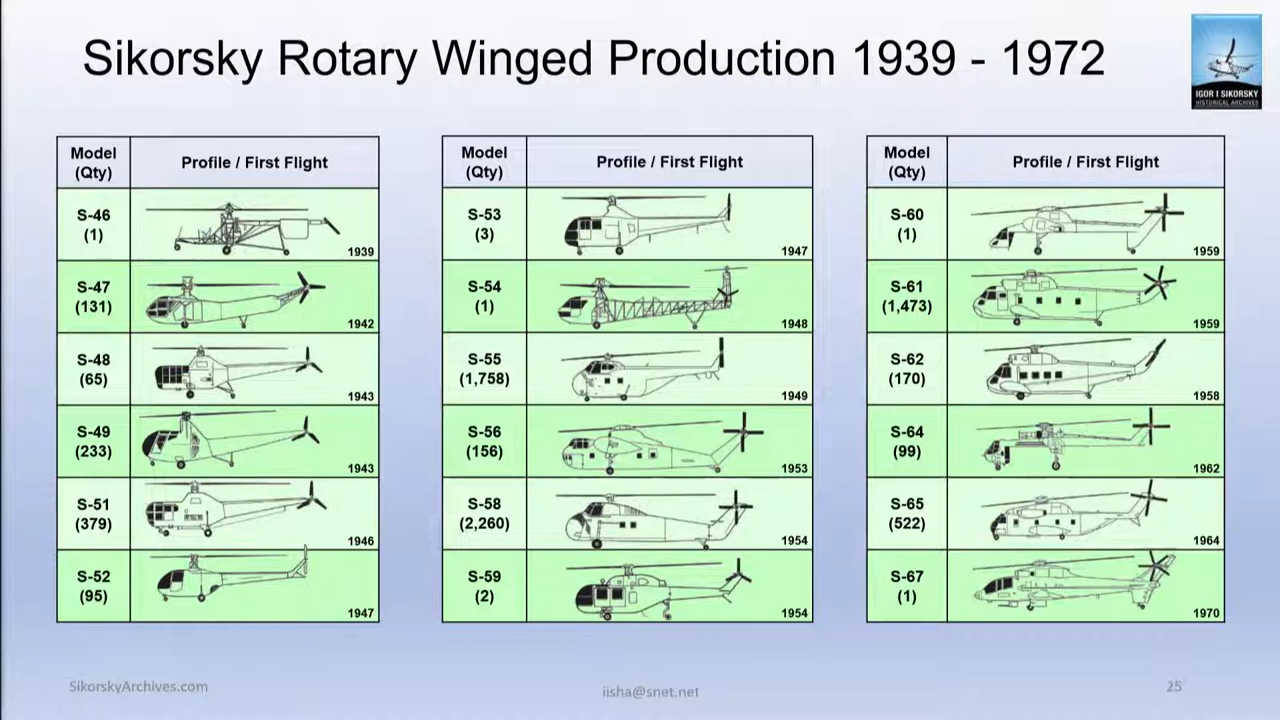 Sikorsky Rotary Winged Production 1939 - 1972
IGOR I SIKORSKY
HISTORICAL ARCHIVES
Model
(Qty)
Profile / First Flight
S-46
(1)
1939
S-47
(131)
1942
S-48
(65)
1943
S-49
(233)
1943
S-51
(379)
1946
S-52
(95)
1947
Model
(Qty)
Profile / First Flight
S-53
(3)
1947
S-54
(1)
1948
S-55
(1,758)
1949
S-56
(156)
1953
S-58
(2,260)
1954
S-59
(2)
1954
Model
(Qty)
Profile / First Flight
S-60
(1)
1959
S-61
(1,473)
1959
S-62
(170)
1958
S-64
(99)
1962
S-65
(522)
1964
S-67
(1)
1970
SikorskyArchives.com
iisha@snet.net
25